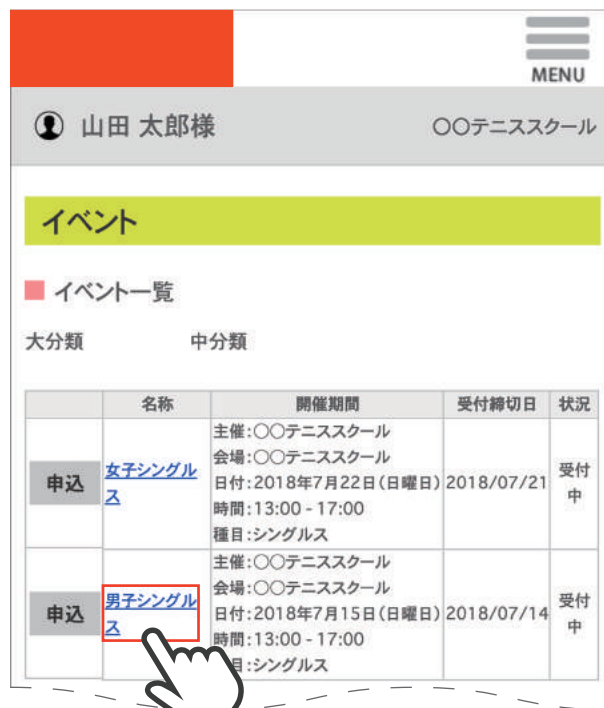 MENU
山田 太郎様
〇〇テニススクール
イベント
イベント一覧
大分類 中分類
名称 開催期間 受付締切日 状況
主催:〇〇テニススクール
会場:〇〇テニススクール
申込 女子シングル
ス
日付:2018年7月22日(日曜日) 2018/07/21 受付
中
時間:13:00 - 17:00
種目:シングルス
主催:〇〇テニススクール
会場:〇〇テニススクール
申込 男子シングル
ス
日付:2018年7月15日(日曜日) 2018/07/14 受付
中
時間:13:00 - 17:00
目:シングルス